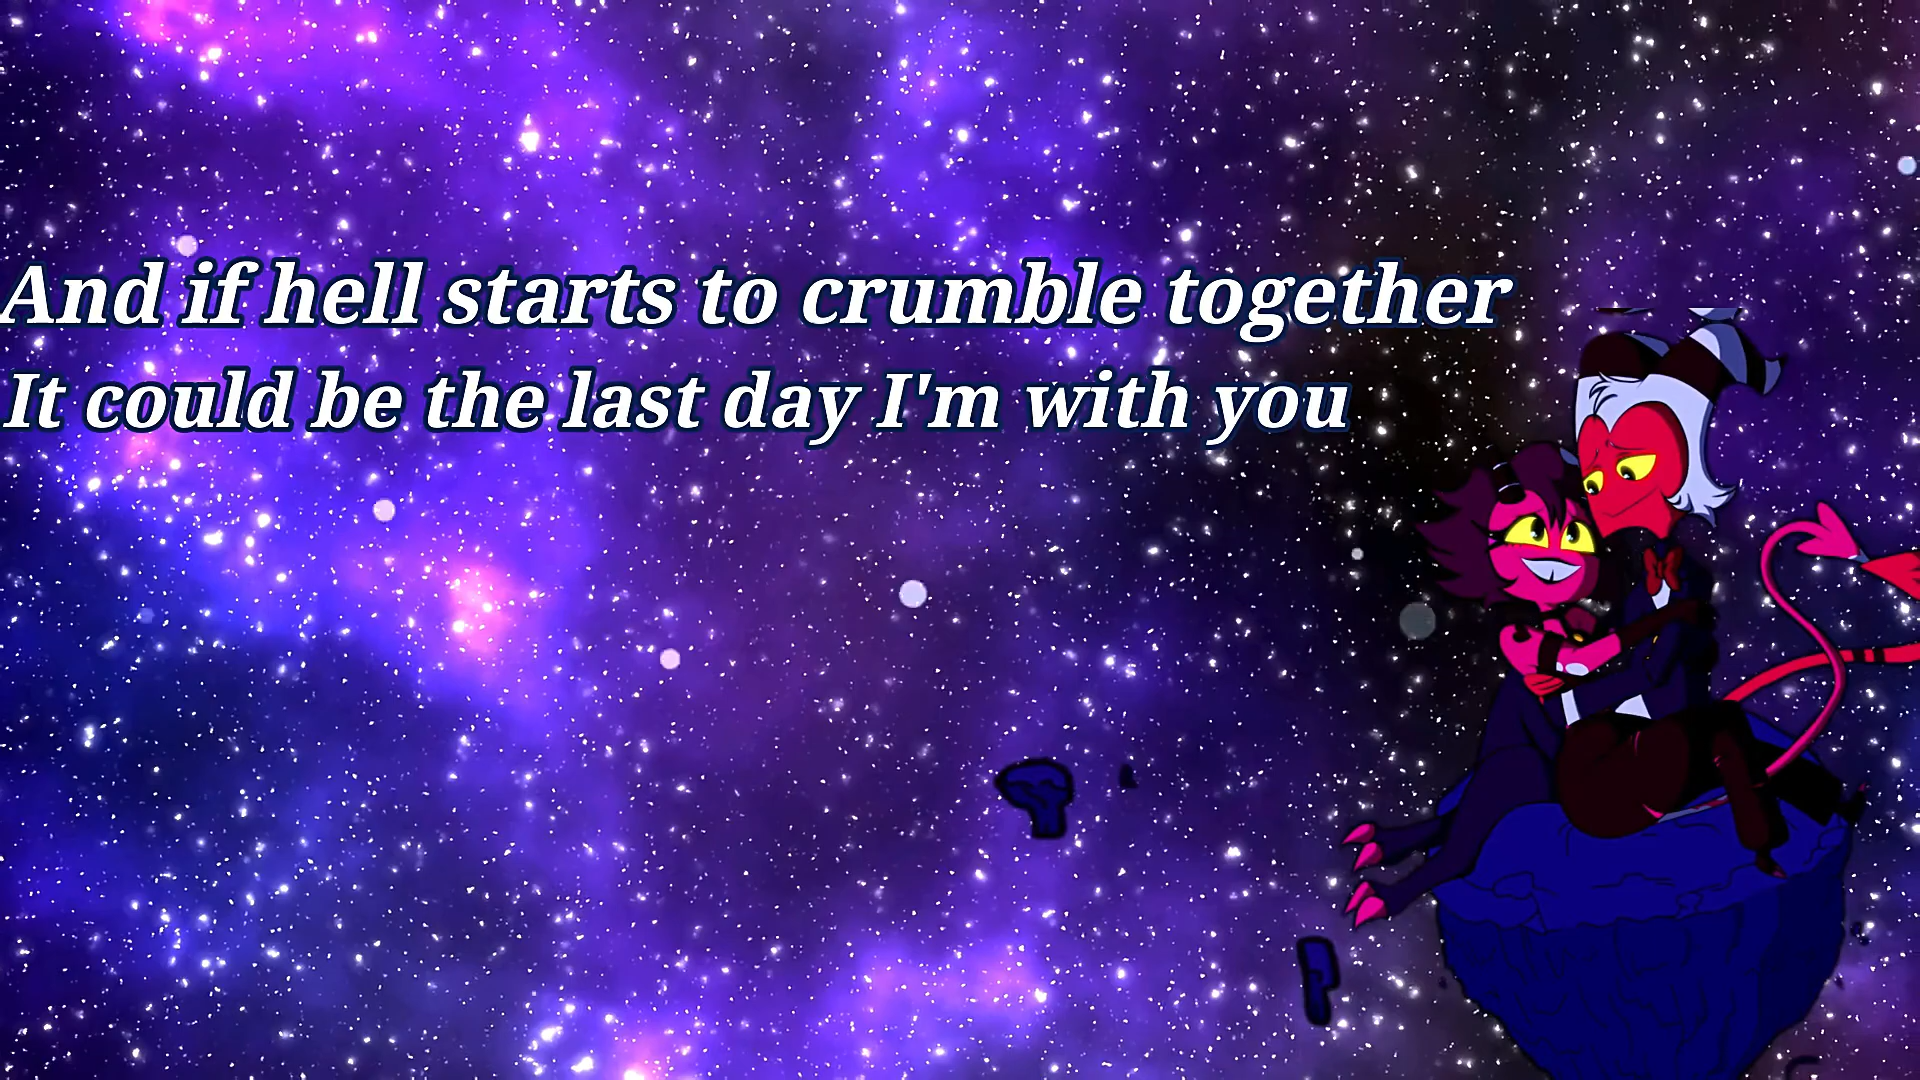 And if hell starts to crumble together
It could be the last day I'm with you